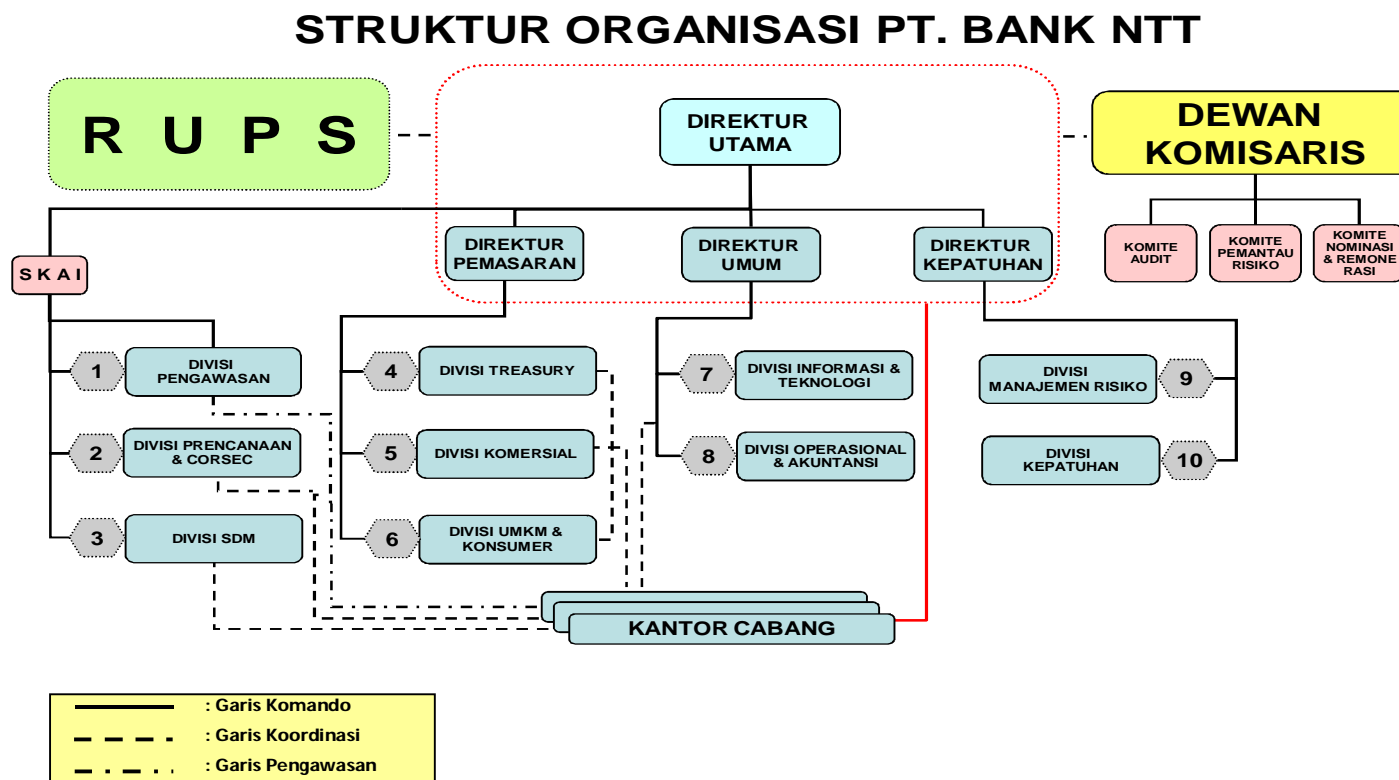 STRUKTUR ORGANISASI PT. BANK NTT
R U P S
DIREKTUR
UTAMA
DEWAN
KOMISARIS
DIREKTUR
PEMASARAN
DIREKTUR
UMUM
DIREKTUR
KEPATUHAN
KOMITE
AUDIT
KOMITE
PEMANTAU
RISIKO
KOMITE
NOMINASI
& REMONE
RASI
S K A I
1
DIVISI
PENGAWASAN
2
DIVISI PRENCANAAN
& CORSEC
3
DIVISI SDM
4
DIVISI TREASURY
5
DIVISI KOMERSIAL
6
DIVISI UMKM &
KONSUMER
7
DIVISI INFORMASI &
TEKNOLOGI
8
DIVISI OPERASIONAL
& AKUNTANSI
DIVISI
MANAJEMEN RISIKO
9
DIVISI
KEPATUHAN
10
KANTOR CABANG
: Garis Komando
: Garis Koordinasi
: Garis Pengawasan